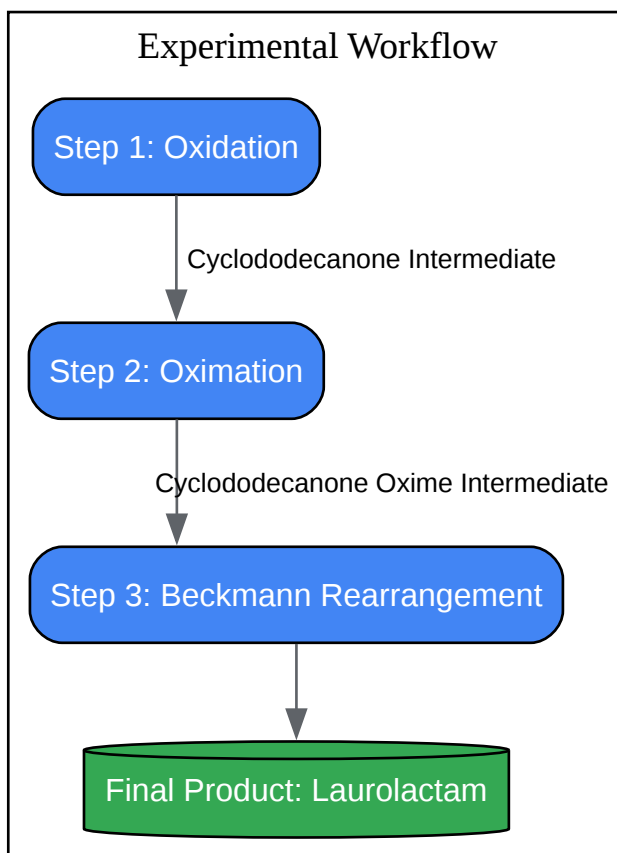 Experimental Workflow
Step 1: Oxidation
Cyclododecanone Intermediate
Step 2: Oximation
Cyclododecanone Oxime Intermediate
Step 3: Beckmann Rearrangement
Final Product: Laurolactam